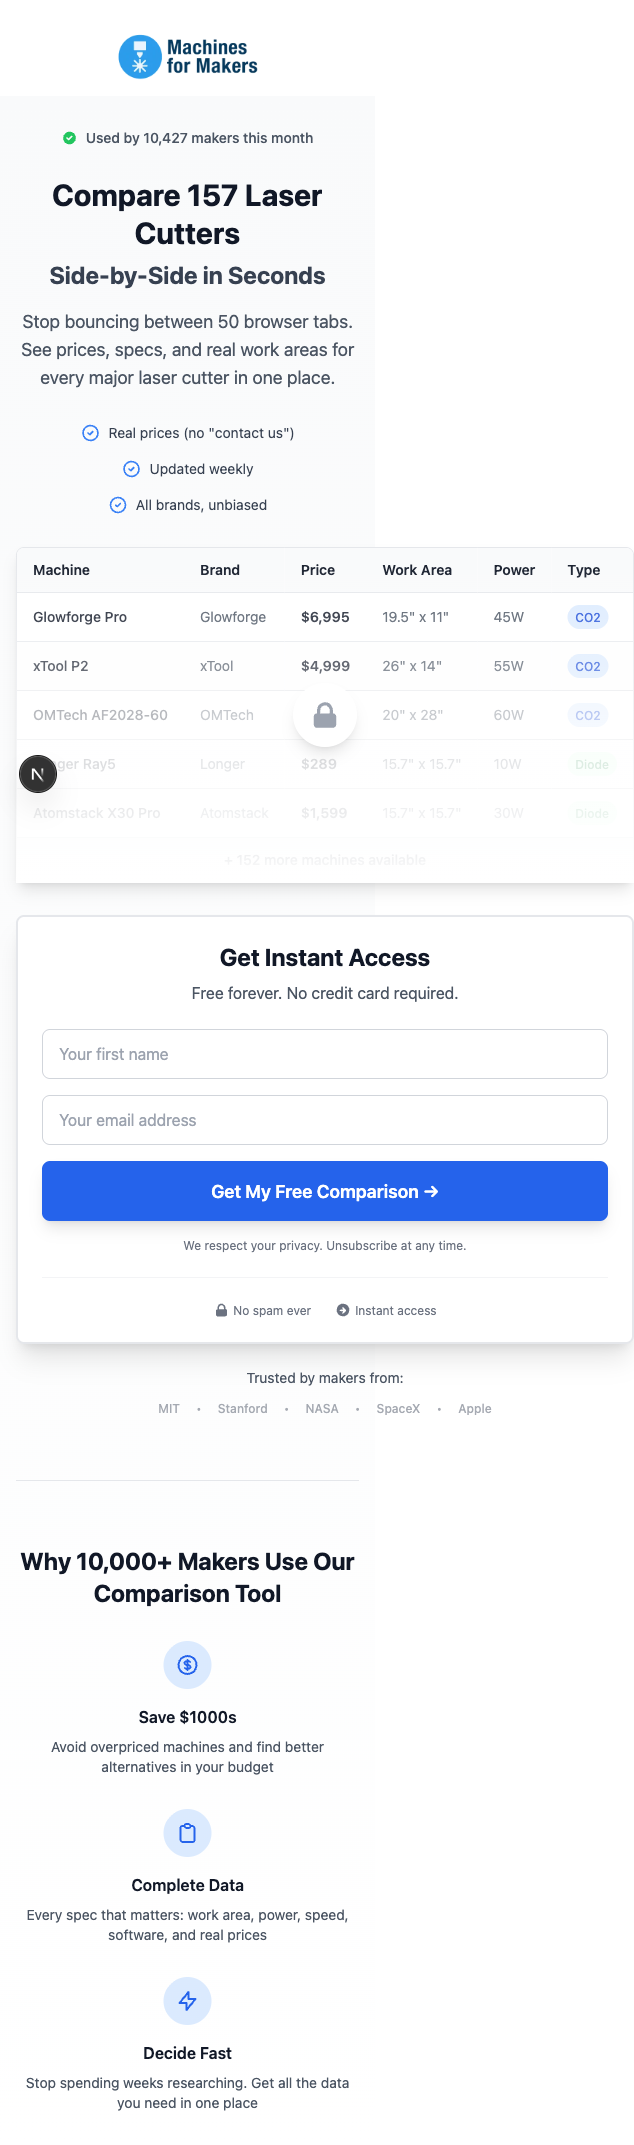 Machines
for Makers
Used by 10,427 makers this month
Compare 157 Laser
Cutters
Side-by-Side in Seconds
Stop bouncing between 50 browser tabs.
See prices, specs, and real work areas for
every major laser cutter in one place.
Real prices (no "contact us")
Updated weekly
All brands, unbiased
Machine Brand Price Work Area Power Type
Glowforge Pro Glowforge $6,995 19.5" x 11" 45W CO2
xTool P2 xTool $4,999 26" x 14" 55W CO2
OMTech AF2028-60 OMTech 20" x 28" 60W CO2
N ger Ray5 Longer $289 15.7" x 15.7" 10W Diode
Atomstack X30 Pro Atomstack $1,599 15.7" x 15.7" 30W Diode
+ 152 more machines available
Get Instant Access
Free forever. No credit card required.
Your first name
Your email address
Get My Free Comparison →
We respect your privacy. Unsubscribe at any time.
No spam ever Instant access
Trusted by makers from:
MIT • Stanford • NASA • SpaceX • Apple
Why 10,000+ Makers Use Our
Comparison Tool
Save $1000s
Avoid overpriced machines and find better
alternatives in your budget
Complete Data
Every spec that matters: work area, power, speed,
software, and real prices
Decide Fast
Stop spending weeks researching. Get all the data
you need in one place